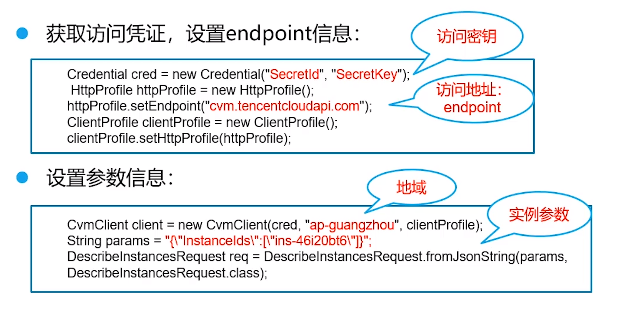 获取访问凭证，设置endpoint信息：
访问密钥
Credential cred = new Credential("SecretId", "SecretKey");
HttpProfile httpProfile = new HttpProfile();
httpProfile.setEndpoint("cvm.tencentcloudapi.com");
ClientProfile clientProfile = new ClientProfile();
clientProfile.setHttpProfile(httpProfile);
访问地址：
endpoint
设置参数信息：
地域
实例参数
CvmClient client = new CvmClient(cred, "ap-guangzhou", clientProfile);
String params = "{\"InstanceIds\":[\"ins-46i20bt6\"]}";
DescribeInstancesRequest req = DescribeInstancesRequest.fromJsonString(params,
DescribeInstancesRequest.class);